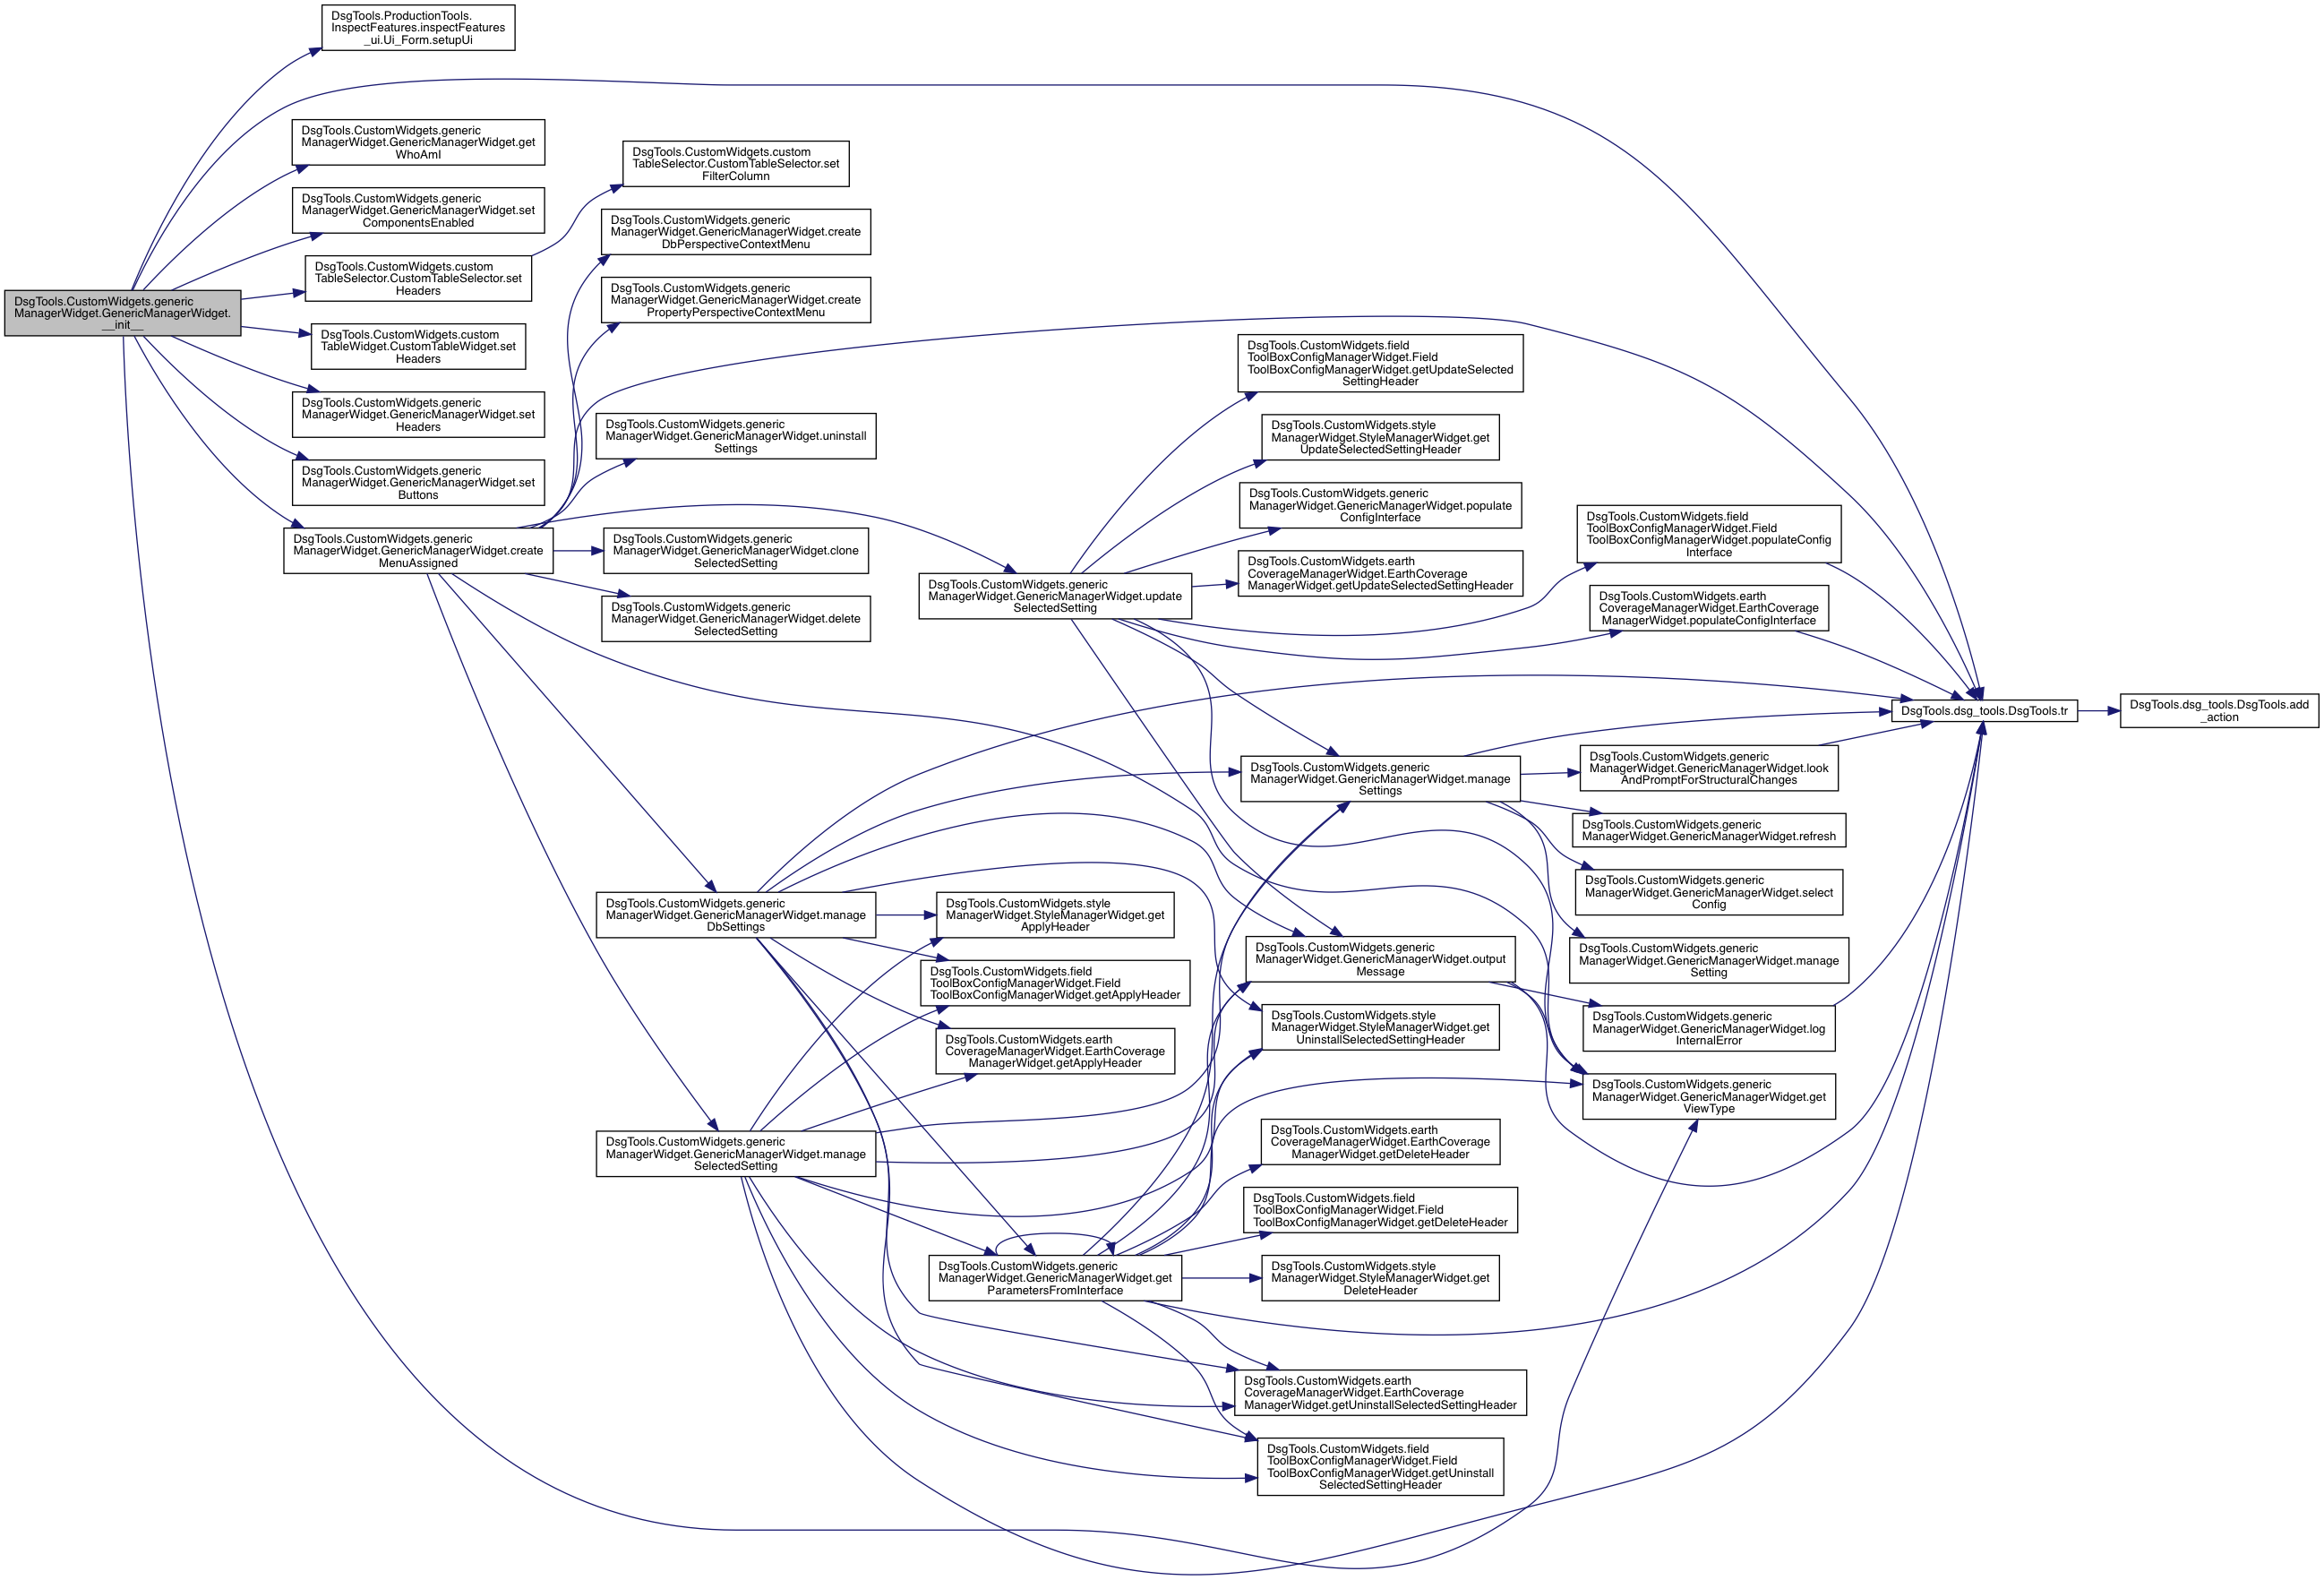 DsgTools.ProductionTools.
InspectFeatures.inspectFeatures
_ui.Ui_Form.setupUi
DsgTools.CustomWidgets.generic
ManagerWidget.GenericManagerWidget.get
WhoAmI
DsgTools.CustomWidgets.generic
ManagerWidget.GenericManagerWidget.set
ComponentsEnabled
DsgTools.CustomWidgets.custom
TableSelector.CustomTableSelector.set
Headers
DsgTools.CustomWidgets.generic
ManagerWidget.GenericManagerWidget.
__init__
DsgTools.CustomWidgets.custom
TableWidget.CustomTableWidget.set
Headers
DsgTools.CustomWidgets.generic
ManagerWidget.GenericManagerWidget.set
Headers
DsgTools.CustomWidgets.generic
ManagerWidget.GenericManagerWidget.set
Buttons
DsgTools.CustomWidgets.generic
ManagerWidget.GenericManagerWidget.create
MenuAssigned
DsgTools.CustomWidgets.custom
TableSelector.CustomTableSelector.set
FilterColumn
DsgTools.CustomWidgets.generic
ManagerWidget.GenericManagerWidget.create
DbPerspectiveContextMenu
DsgTools.CustomWidgets.generic
ManagerWidget.GenericManagerWidget.create
PropertyPerspectiveContextMenu
DsgTools.CustomWidgets.generic
ManagerWidget.GenericManagerWidget.uninstall
Settings
DsgTools.CustomWidgets.generic
ManagerWidget.GenericManagerWidget.clone
SelectedSetting
DsgTools.CustomWidgets.generic
ManagerWidget.GenericManagerWidget.delete
SelectedSetting
DsgTools.CustomWidgets.generic
ManagerWidget.GenericManagerWidget.manage
DbSettings
DsgTools.CustomWidgets.generic
ManagerWidget.GenericManagerWidget.manage
SelectedSetting
DsgTools.CustomWidgets.generic
ManagerWidget.GenericManagerWidget.update
SelectedSetting
DsgTools.CustomWidgets.style
ManagerWidget.StyleManagerWidget.get
ApplyHeader
DsgTools.CustomWidgets.field
ToolBoxConfigManagerWidget.Field
ToolBoxConfigManagerWidget.getApplyHeader
DsgTools.CustomWidgets.earth
CoverageManagerWidget.EarthCoverage
ManagerWidget.getApplyHeader
DsgTools.CustomWidgets.generic
ManagerWidget.GenericManagerWidget.get
ParametersFromInterface
DsgTools.CustomWidgets.field
ToolBoxConfigManagerWidget.Field
ToolBoxConfigManagerWidget.getUpdateSelected
SettingHeader
DsgTools.CustomWidgets.style
ManagerWidget.StyleManagerWidget.get
UpdateSelectedSettingHeader
DsgTools.CustomWidgets.generic
ManagerWidget.GenericManagerWidget.populate
ConfigInterface
DsgTools.CustomWidgets.earth
CoverageManagerWidget.EarthCoverage
ManagerWidget.getUpdateSelectedSettingHeader
DsgTools.CustomWidgets.generic
ManagerWidget.GenericManagerWidget.manage
Settings
DsgTools.CustomWidgets.generic
ManagerWidget.GenericManagerWidget.output
Message
DsgTools.CustomWidgets.style
ManagerWidget.StyleManagerWidget.get
UninstallSelectedSettingHeader
DsgTools.CustomWidgets.earth
CoverageManagerWidget.EarthCoverage
ManagerWidget.getDeleteHeader
DsgTools.CustomWidgets.field
ToolBoxConfigManagerWidget.Field
ToolBoxConfigManagerWidget.getDeleteHeader
DsgTools.CustomWidgets.style
ManagerWidget.StyleManagerWidget.get
DeleteHeader
DsgTools.CustomWidgets.earth
CoverageManagerWidget.EarthCoverage
ManagerWidget.getUninstallSelectedSettingHeader
DsgTools.CustomWidgets.field
ToolBoxConfigManagerWidget.Field
ToolBoxConfigManagerWidget.getUninstall
SelectedSettingHeader
DsgTools.CustomWidgets.field
ToolBoxConfigManagerWidget.Field
ToolBoxConfigManagerWidget.populateConfig
Interface
DsgTools.CustomWidgets.earth
CoverageManagerWidget.EarthCoverage
ManagerWidget.populateConfigInterface
DsgTools.CustomWidgets.generic
ManagerWidget.GenericManagerWidget.look
AndPromptForStructuralChanges
DsgTools.CustomWidgets.generic
ManagerWidget.GenericManagerWidget.refresh
DsgTools.CustomWidgets.generic
ManagerWidget.GenericManagerWidget.select
Config
DsgTools.CustomWidgets.generic
ManagerWidget.GenericManagerWidget.manage
Setting
DsgTools.CustomWidgets.generic
ManagerWidget.GenericManagerWidget.log
InternalError
DsgTools.CustomWidgets.generic
ManagerWidget.GenericManagerWidget.get
ViewType
DsgTools.dsg_tools.DsgTools.tr
DsgTools.dsg_tools.DsgTools.add
_action